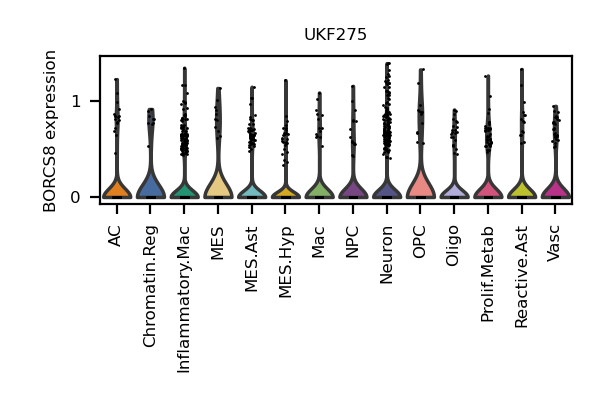 UKF275
BORCS8 expression
1
0
AC
Chromatin.Reg
Inflammatory.Mac
MES
MES.Ast
MES.Hyp
Mac
NPC
Neuron
OPC
Oligo
Prolif.Metab
Reactive.Ast
Vasc